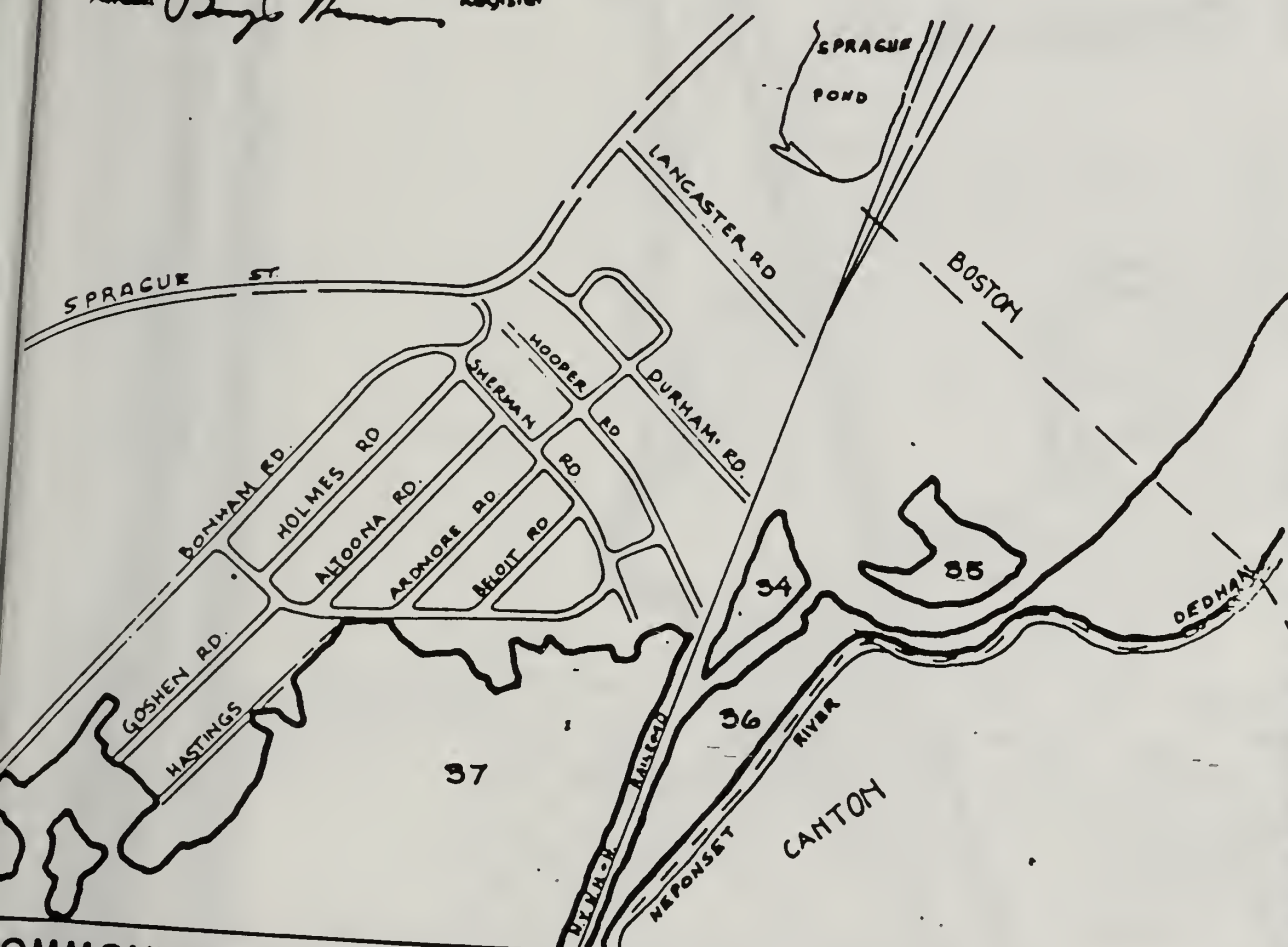 Register
SPRAGUE
POND
LANCASTER RD
BOSTON
SPRAGUE ST.
HOOPER RD
SHERMAN RD
DURHAM RD.
BONHAM RD.
HOLMES RD
ALTOONA RD.
ARDMORE RD
BELOIT RD
34
35
DEDHAM
GOSHEN RD.
HASTINGS
36
RAILROAD
RIVER
37
CANTON
NEPONSET
N.Y. N.H. & H.